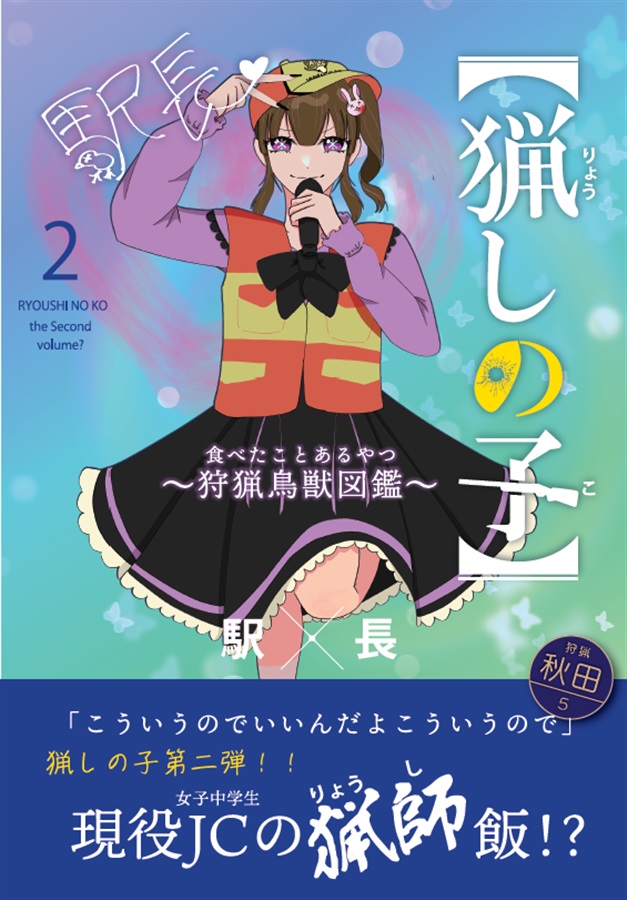 駅長
【猟しの子】
りょう
こ
2
RYOUSHI NO KO
the Second
volume?
食べたことあるやつ
～狩猟鳥獣図鑑～
駅×長
狩猟
秋田
5
「こういうのでいいんだよこういうので」
猟しの子第二弾！！
女子中学生
りょうし
現役JCの猟師飯!?